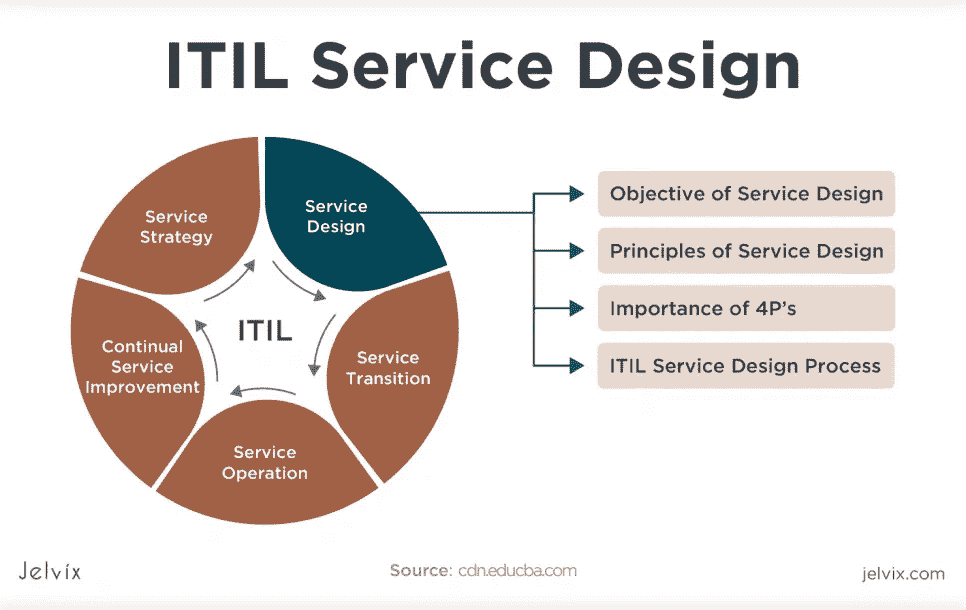 ITIL Service Design
Service
Strategy
Service
Design
Continual
Service
Improvement
ITIL
Service
Transition
Service
Operation
Objective of Service Design
Principles of Service Design
Importance of 4P's
ITIL Service Design Process
Jelvix
Source: cdn.educba.com
jelvix.com